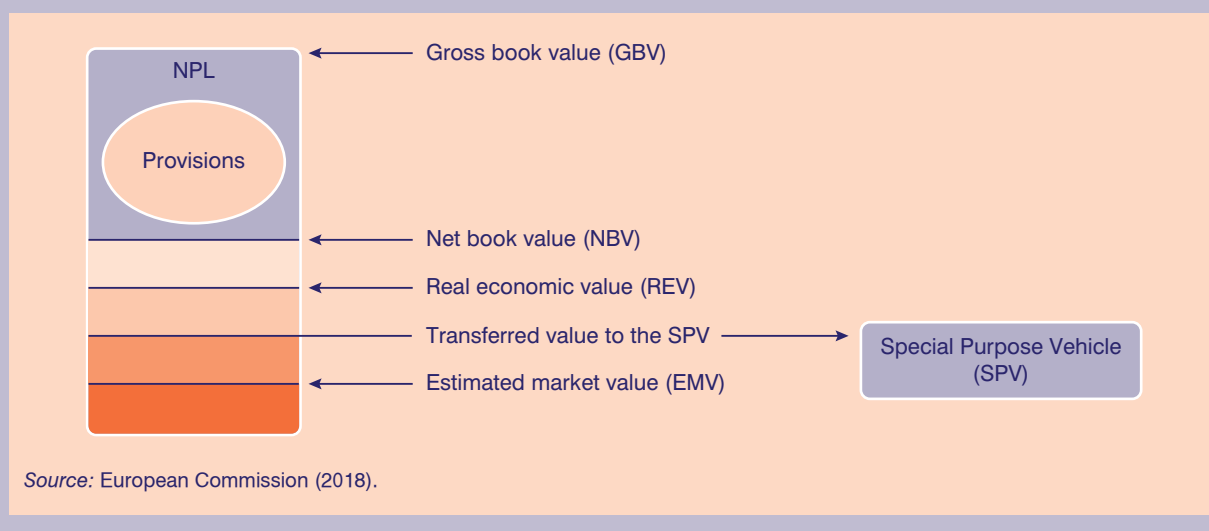 Gross book value (GBV)
NPL
Provisions
Net book value (NBV)
Real economic value (REV)
Transferred value to the SPV
Special Purpose Vehicle
(SPV)
Estimated market value (EMV)
Source: European Commission (2018).